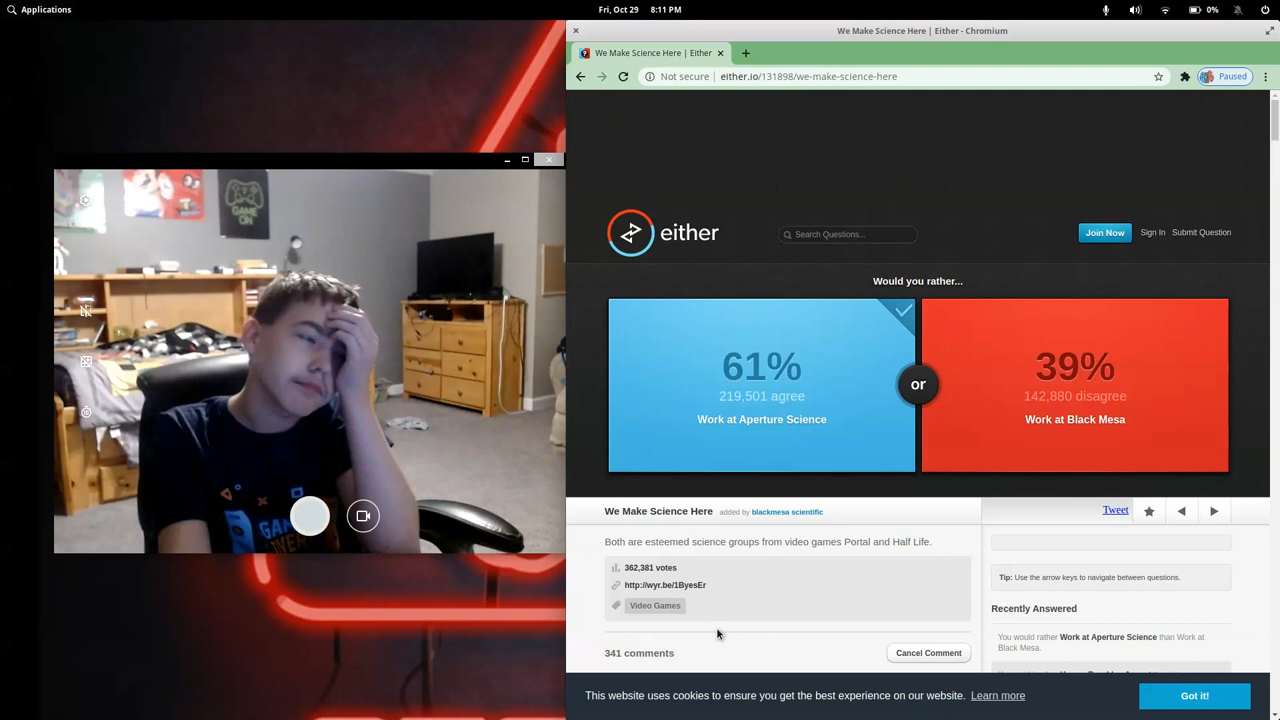 Applications
Fri, Oct 29 8:11 PM
0%
We Make Science Here | Either - Chromium
We Make Science Here | Either
Not secure
either.io/131898/we-make-science-here
Paused
GAME
ON
either
Search Questions...
Join Now
Sign In
Submit Question
Would you rather...
61%
219,501 agree
Work at Aperture Science
or
39%
142,880 disagree
Work at Black Mesa
We Make Science Here added by blackmesa scientific
Tweet
Both are esteemed science groups from video games Portal and Half Life.
362,381 votes
http://wyr.be/1ByesEr
Video Games
341 comments
Cancel Comment
Tip: Use the arrow keys to navigate between questions.
Recently Answered
You would rather Work at Aperture Science than Work at
Black Mesa.
This website uses cookies to ensure you get the best experience on our website. Learn more
Got it!